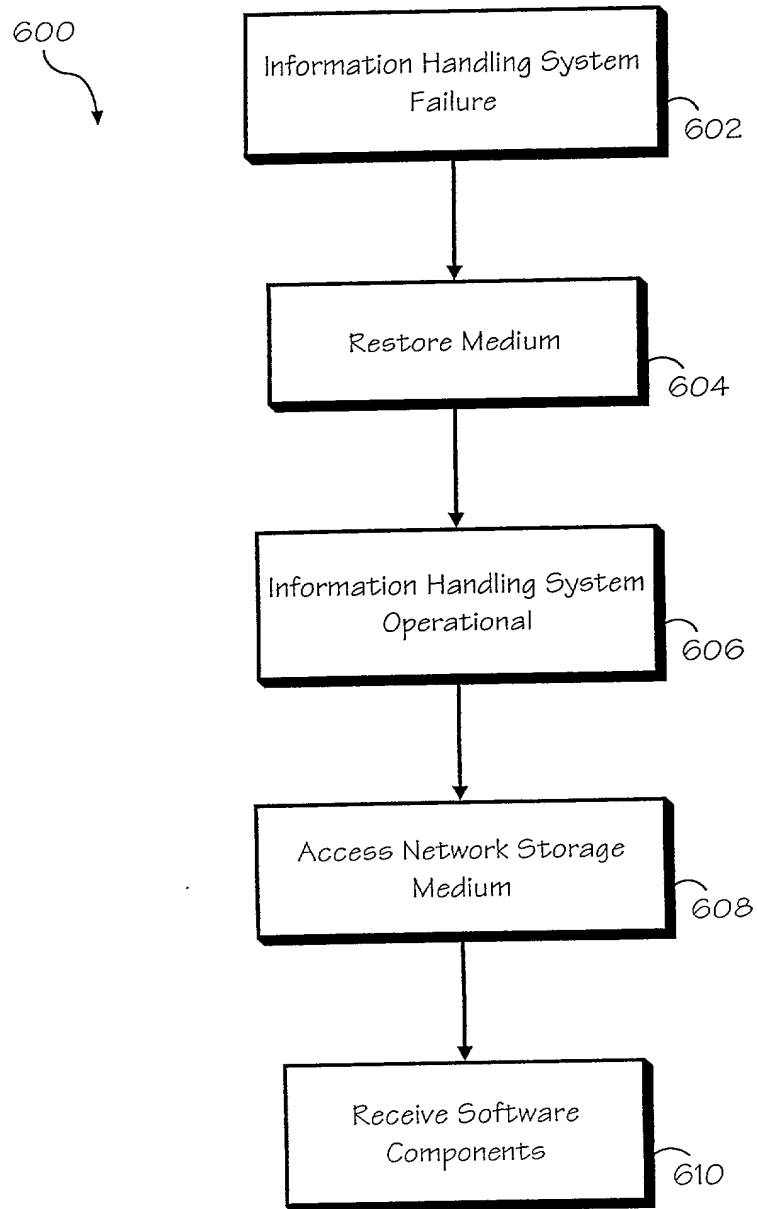 600
Information Handling System
Failure
602
Restore Medium
604
Information Handling System
Operational
606
Access Network Storage
Medium
608
Receive Software
Components
610